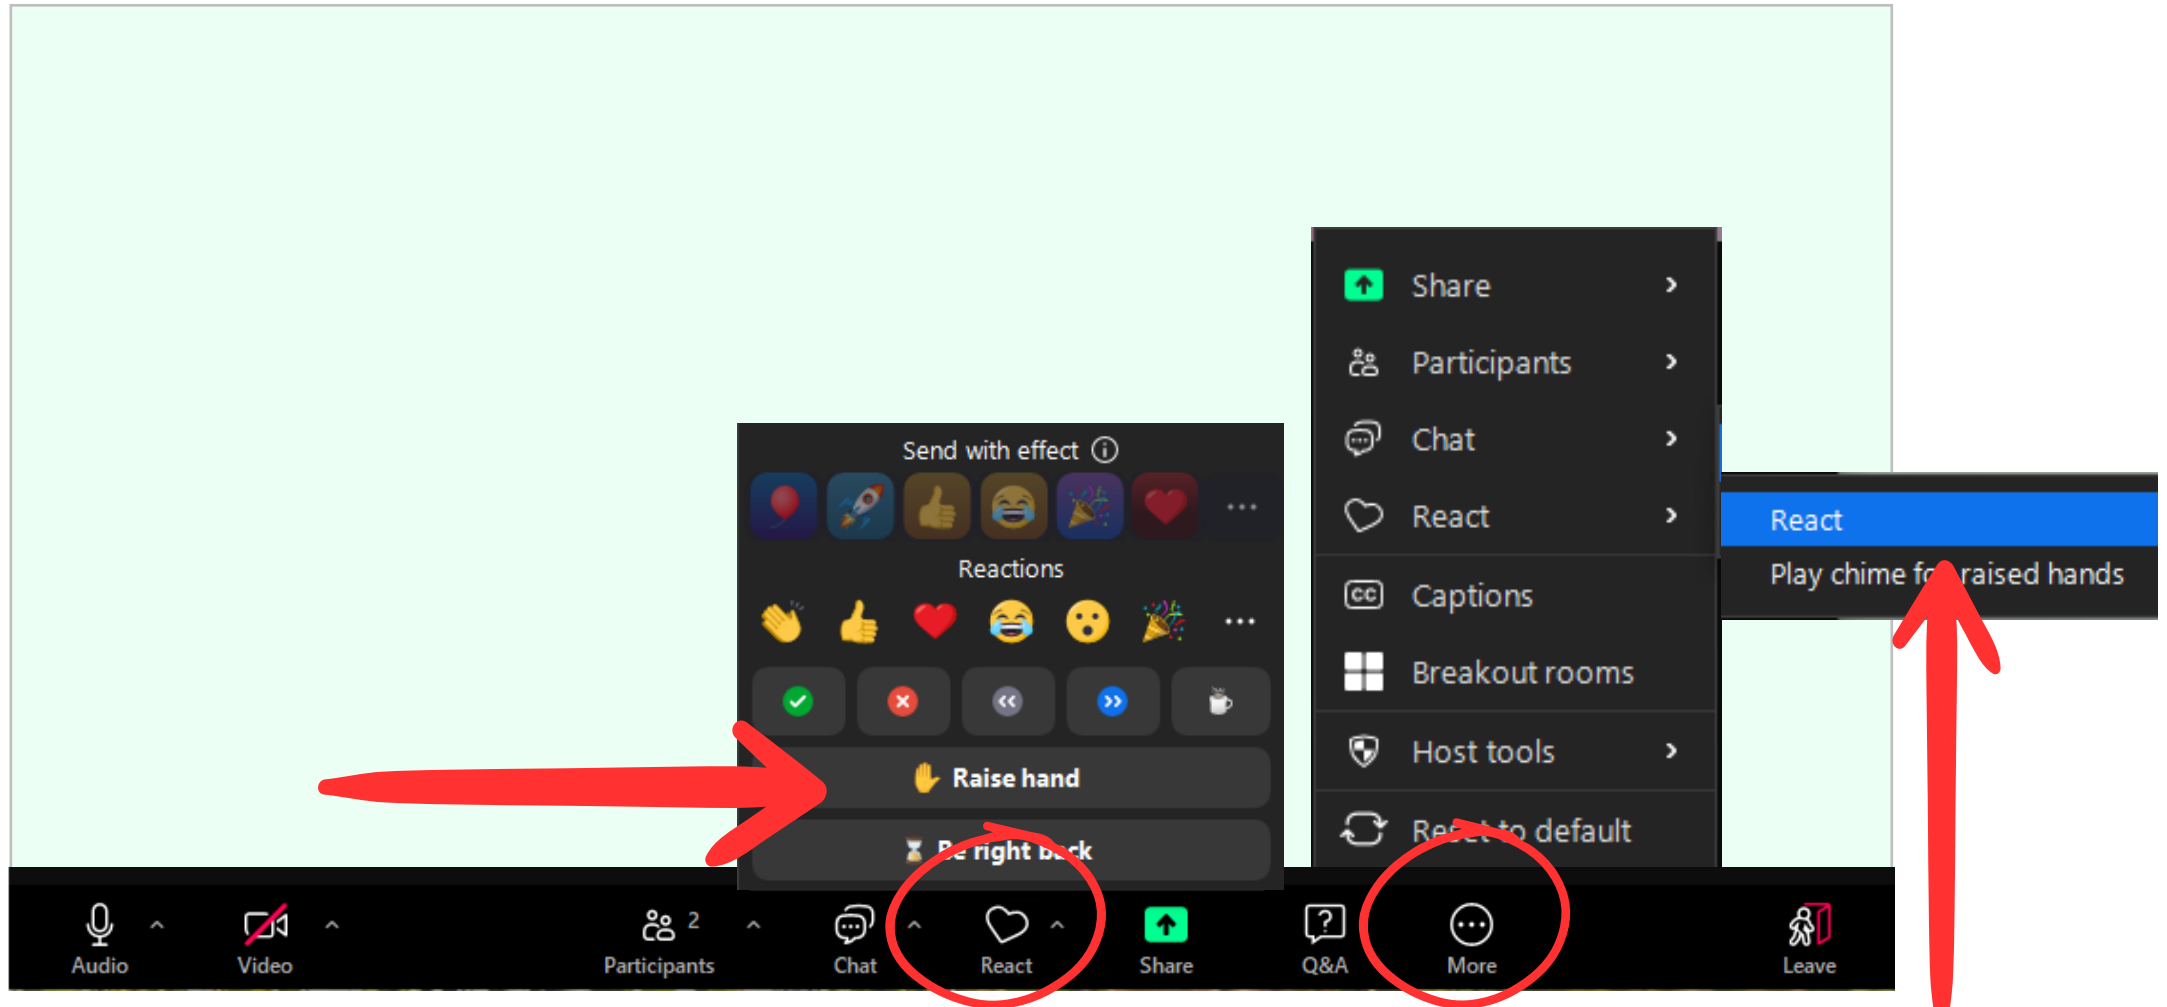 Send with effect
Reactions
Raise hand
Be right back
Share
Participants
Chat
React
Captions
Breakout rooms
Host tools
Reset to default
React
Play chime for raised hands
Audio
Video
Participants 2
Chat
React
Share
Q&A
More
Leave